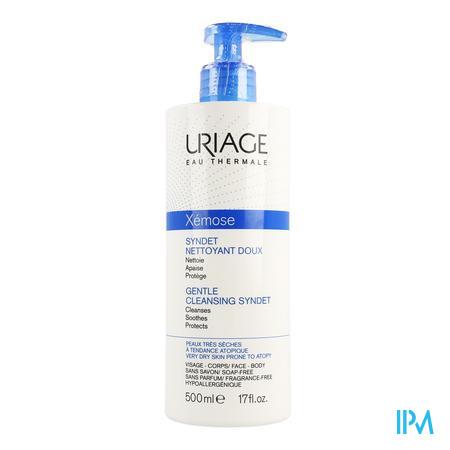 URIAGE
EAU THERMALE
Xémose
SYNDET
NETTOYANT DOUX
Nettoie
Apaise
Protège
GENTLE
CLEANSING SYNDET
Cleanses
Soothes
Protects
PEAUX TRÈS SÈCHES
À TENDANCE ATOPIQUE
VERY DRY SKIN PRONE TO ATOPY
VISAGE - CORPS/ FACE - BODY
SANS SAVON/ SOAP-FREE
SANS PARFUM/ FRAGRANCE-FREE
HYPOALLERGÉNIQUE
500 ml e 17fl.oz.
IPM